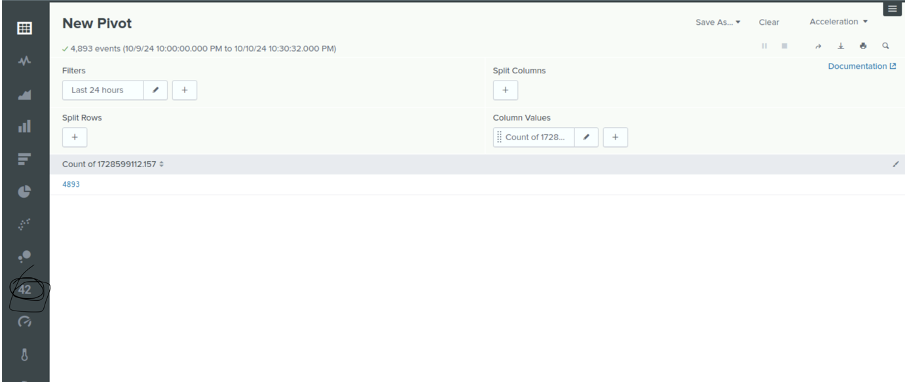 New Pivot
Save As...
Clear
Acceleration
4,893 events (10/9/24 10:00:00.000 PM to 10/10/24 10:30:32.000 PM)
Documentation
Filters
Split Columns
Last 24 hours
+
+
Split Rows
Column Values
+
Count of 1728...
+
Count of 1728599112.157
4893
42